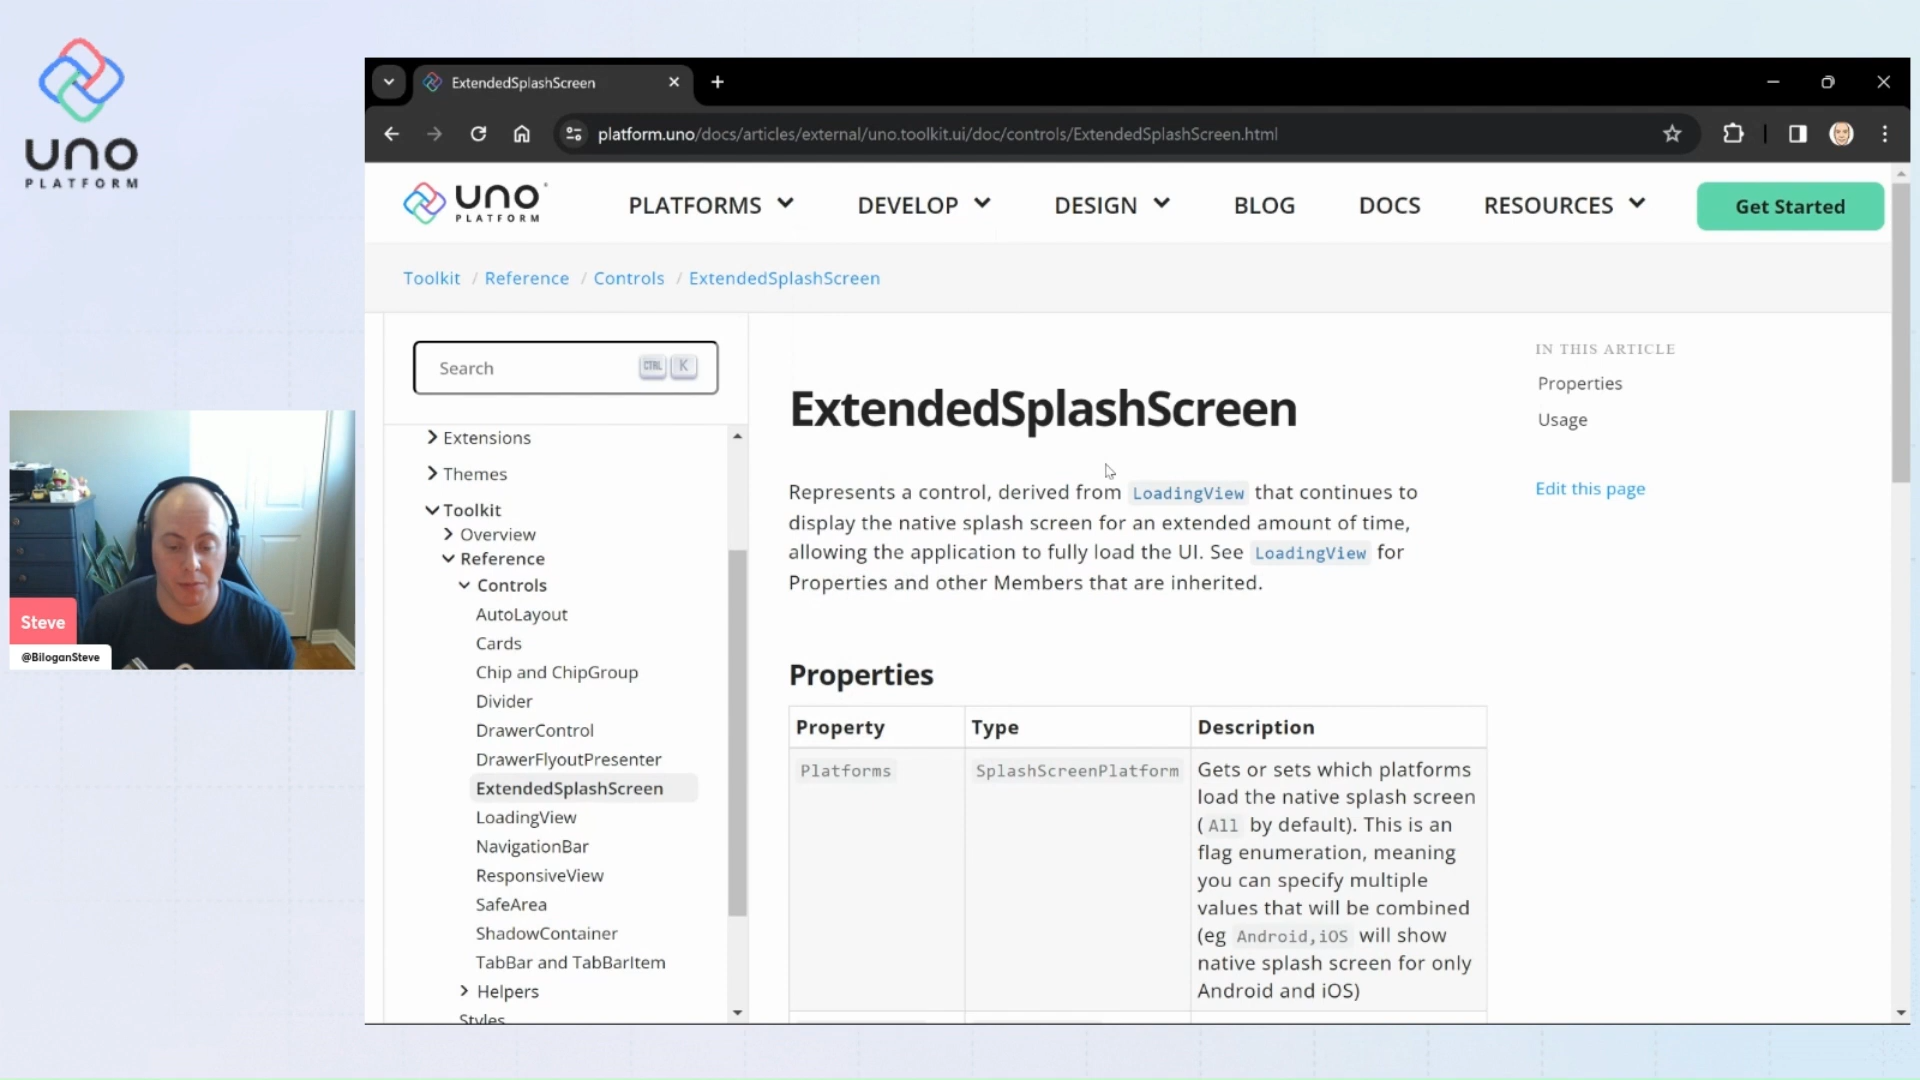 UNO
PLATFORM
Steve
@BiloganSteve
ExtendedSplashScreen
platform.uno/docs/articles/external/uno.toolkit.ui/doc/controls/ExtendedSplashScreen.html
UNO
PLATFORM
PLATFORMS
DEVELOP
DESIGN
BLOG
DOCS
RESOURCES
Get Started
Toolkit / Reference / Controls / ExtendedSplashScreen
Search
CTRL K
Extensions
Themes
Toolkit
Overview
Reference
Controls
AutoLayout
Cards
Chip and ChipGroup
Divider
DrawerControl
DrawerFlyoutPresenter
ExtendedSplashScreen
LoadingView
NavigationBar
ResponsiveView
SafeArea
ShadowContainer
TabBar and TabBarItem
Helpers
Styles
ExtendedSplashScreen
Represents a control, derived from LoadingView that continues to
display the native splash screen for an extended amount of time,
allowing the application to fully load the UI. See LoadingView for
Properties and other Members that are inherited.
Properties
Property Type Description
Platforms SplashScreenPlatform Gets or sets which platforms
load the native splash screen
( All by default). This is an
flag enumeration, meaning
you can specify multiple
values that will be combined
(eg Android,iOS will show
native splash screen for only
Android and iOS)
IN THIS ARTICLE
Properties
Usage
Edit this page